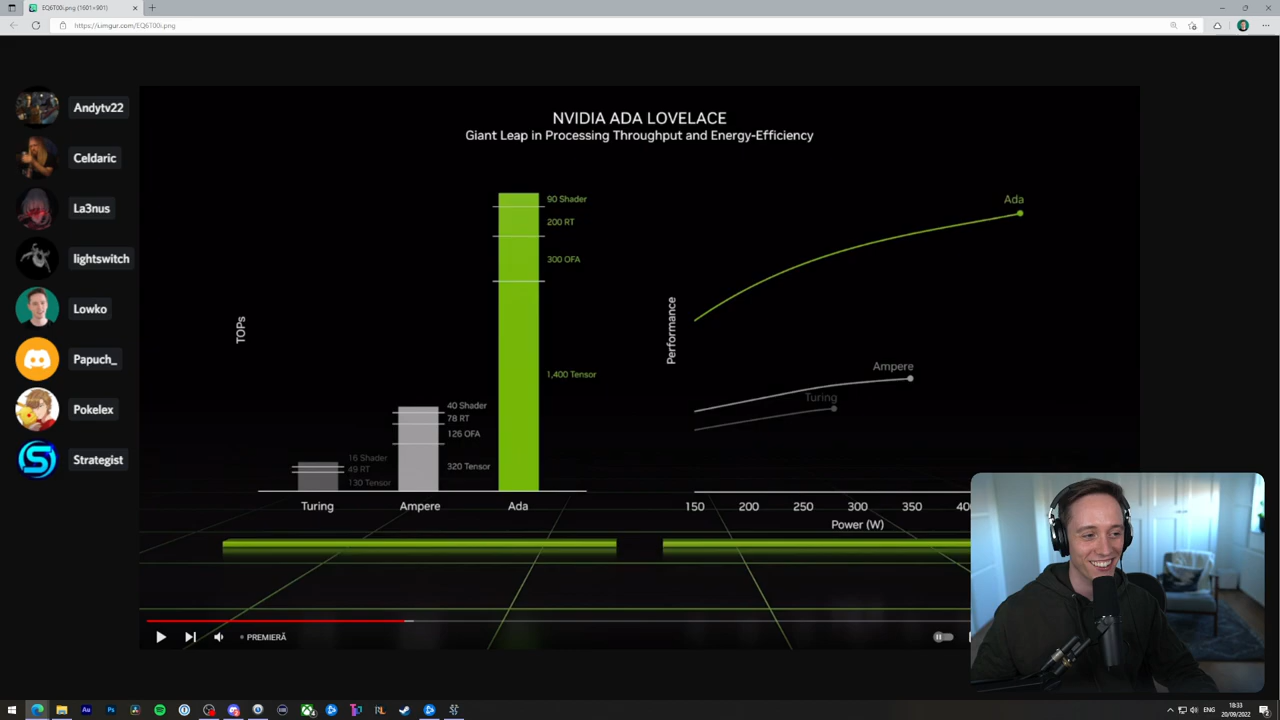 EQ6T00i.png (1601×901)
https://i.imgur.com/EQ6T00i.png
Andytv22
Celdaric
La3nus
lightswitch
Lowko
Papuch_
Pokelex
Strategist
NVIDIA ADA LOVELACE
Giant Leap in Processing Throughput and Energy-Efficiency
TOPs
90 Shader
200 RT
300 OFA
1,400 Tensor
40 Shader
78 RT
126 OFA
320 Tensor
16 Shader
49 RT
130 Tensor
Turing
Ampere
Ada
Performance
Ada
Ampere
Turing
150 200 250 300 350
Power (W)
PREMIERĂ
ENG
18:33
20/09/2022